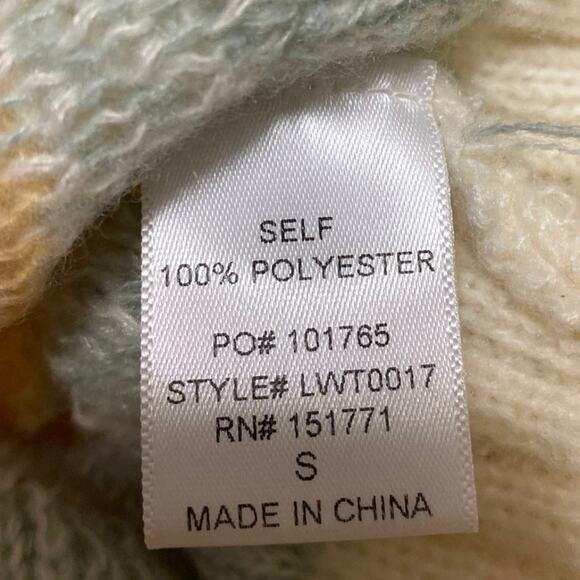 SELF
100% POLYESTER
PO# 101765
STYLE# LWT0017
RN# 151771
S
MADE IN CHINA